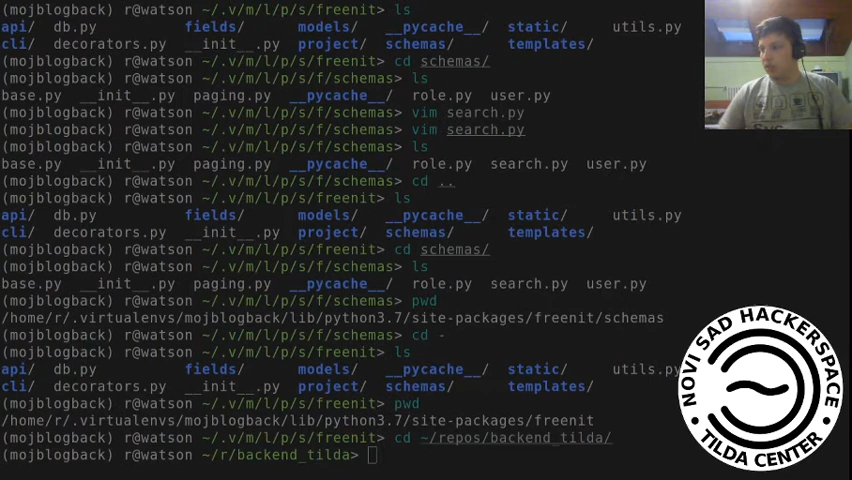 (mojblogback) r@watson ~/.v/m/l/p/s/freenit> ls
api/ db.py fields/ models/ __pycache__/ static/ utils.py
cli/ decorators.py __init__.py project/ schemas/ templates/
(mojblogback) r@watson ~/.v/m/l/p/s/freenit> cd schemas/
(mojblogback) r@watson ~/.v/m/l/p/s/f/schemas> ls
base.py __init__.py paging.py __pycache__/ role.py user.py
(mojblogback) r@watson ~/.v/m/l/p/s/f/schemas> vim search.py
(mojblogback) r@watson ~/.v/m/l/p/s/f/schemas> vim search.py
(mojblogback) r@watson ~/.v/m/l/p/s/f/schemas> ls
base.py __init__.py paging.py __pycache__/ role.py search.py user.py
(mojblogback) r@watson ~/.v/m/l/p/s/f/schemas> cd ..
(mojblogback) r@watson ~/.v/m/l/p/s/freenit> ls
api/ db.py fields/ models/ __pycache__/ static/ utils.py
cli/ decorators.py __init__.py project/ schemas/ templates/
(mojblogback) r@watson ~/.v/m/l/p/s/freenit> cd schemas/
(mojblogback) r@watson ~/.v/m/l/p/s/f/schemas> ls
base.py __init__.py paging.py __pycache__/ role.py search.py user.py
(mojblogback) r@watson ~/.v/m/l/p/s/f/schemas> pwd
/home/r/.virtualenvs/mojblogback/lib/python3.7/site-packages/freenit/schemas
(mojblogback) r@watson ~/.v/m/l/p/s/f/schemas> cd -
(mojblogback) r@watson ~/.v/m/l/p/s/freenit> ls
api/ db.py fields/ models/ __pycache__/ static/ utils.py
cli/ decorators.py __init__.py project/ schemas/ templates/
(mojblogback) r@watson ~/.v/m/l/p/s/freenit> pwd
/home/r/.virtualenvs/mojblogback/lib/python3.7/site-packages/freenit
(mojblogback) r@watson ~/.v/m/l/p/s/freenit> cd ~/repos/backend_tilda/
(mojblogback) r@watson ~/r/backend_tilda>
NOVI SAD HACKERSPACE
TILDA CENTER